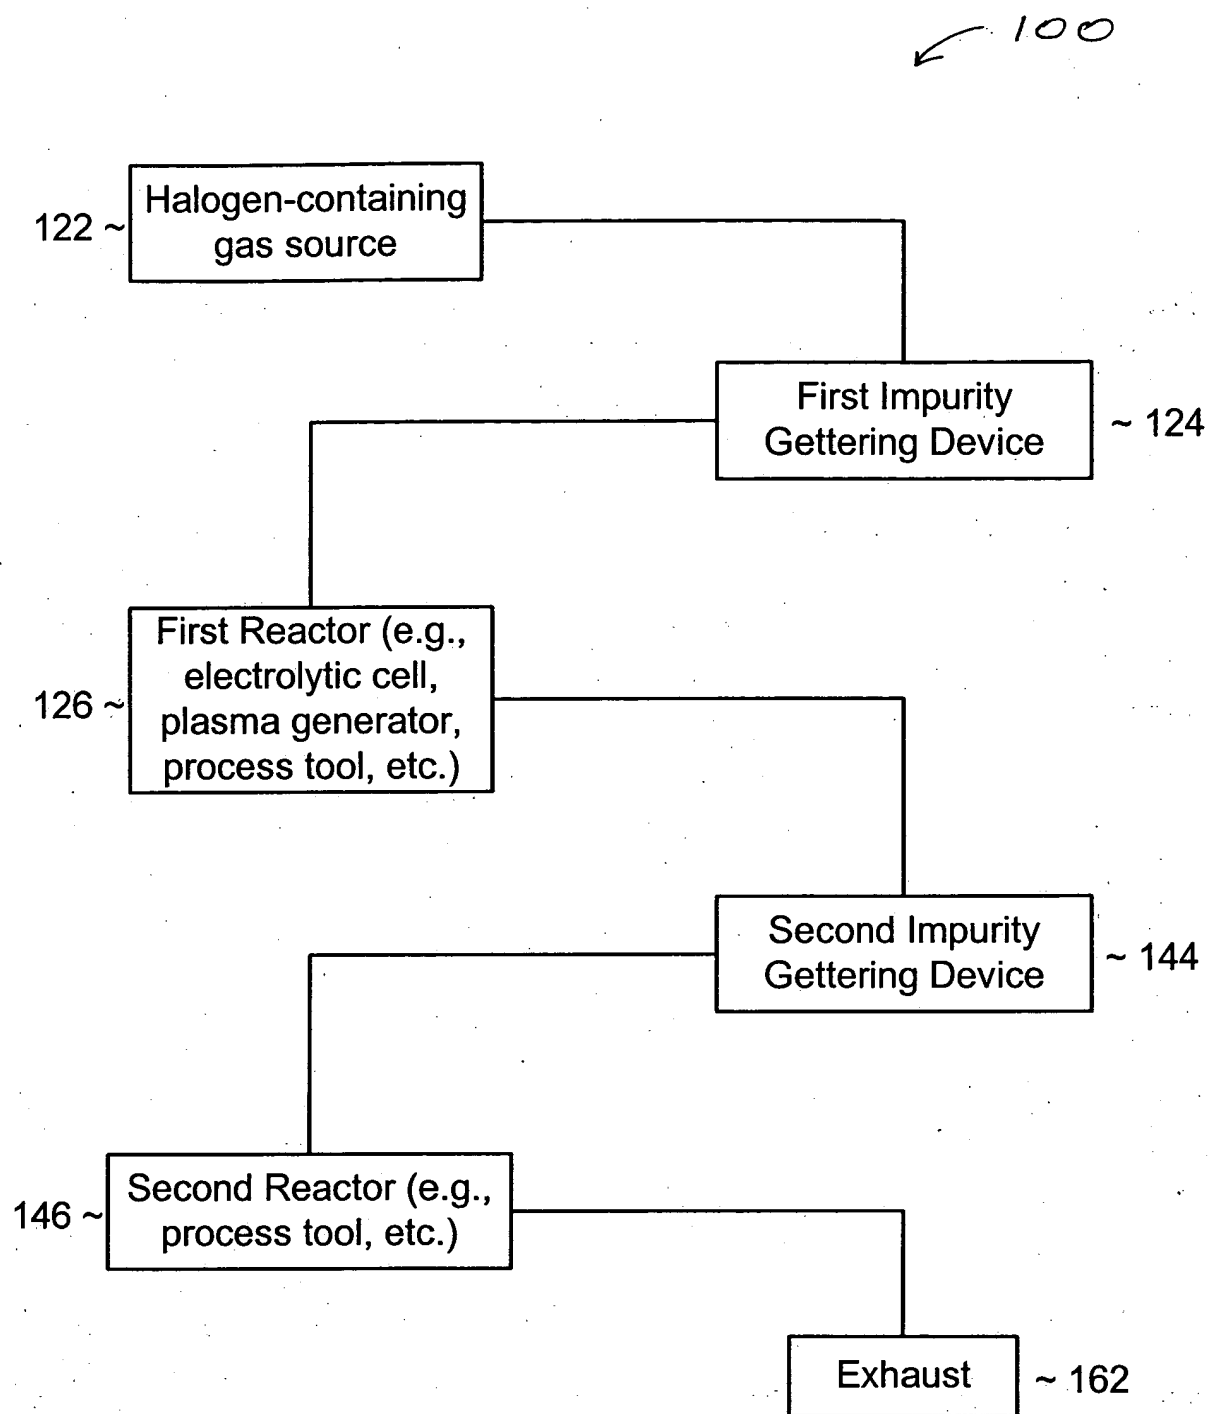 100
Halogen-containing
gas source
122 ~
First Impurity
Gettering Device
~ 124
First Reactor (e.g.,
electrolytic cell,
plasma generator,
process tool, etc.)
126 ~
Second Impurity
Gettering Device
~ 144
Second Reactor (e.g.,
process tool, etc.)
146 ~
Exhaust
~ 162